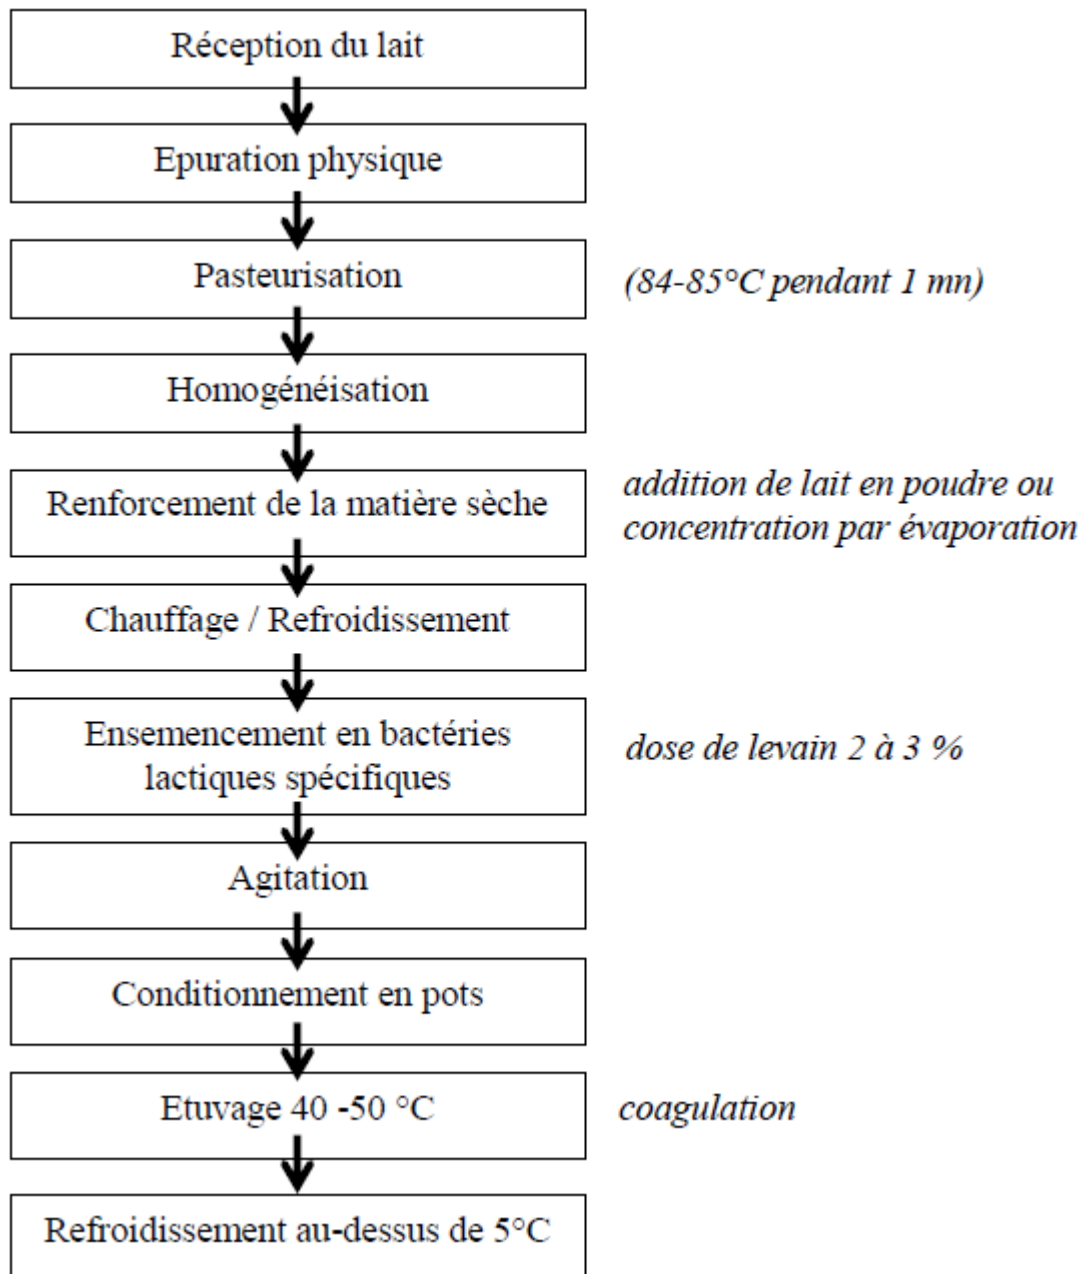 Réception du lait
Epuration physique
Pasteurisation
(84-85°C pendant 1 mn)
Homogénéisation
Renforcement de la matière sèche
addition de lait en poudre ou
concentration par évaporation
Chauffage / Refroidissement
Ensemencement en bactéries
lactiques spécifiques
dose de levain 2 à 3 %
Agitation
Conditionnement en pots
Etuvage 40 -50 °C
coagulation
Refroidissement au-dessus de 5°C